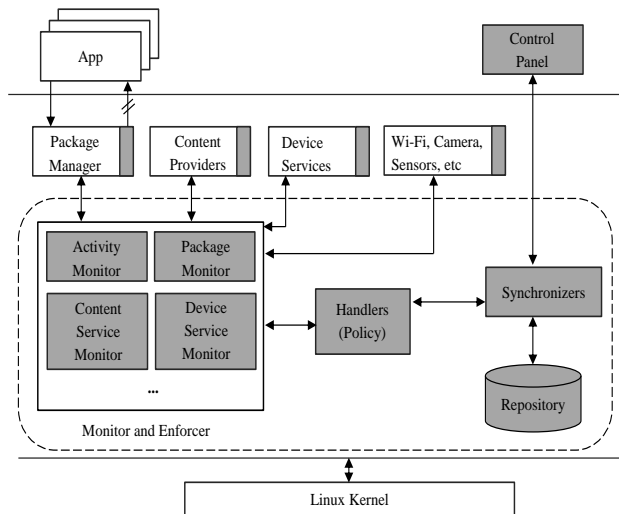 App
Control
Panel
Package
Manager
Content
Providers
Device
Services
Wi-Fi, Camera,
Sensors, etc
Activity
Monitor
Package
Monitor
Content
Service
Monitor
Device
Service
Monitor
...
Handlers
(Policy)
Synchronizers
Repository
Monitor and Enforcer
Linux Kernel